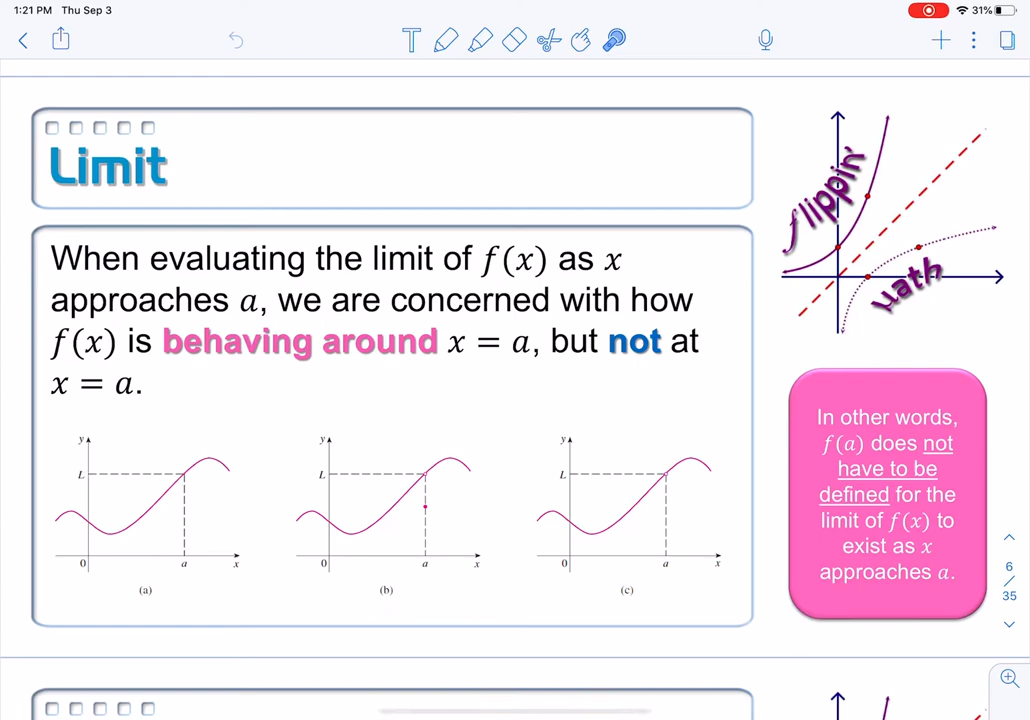 1:21 PM Thu Sep 3
31%
T
Limit
flippin'
math
When evaluating the limit of f(x) as x
approaches a, we are concerned with how
f(x) is behaving around x = a, but not at
x = a.
In other words,
f(a) does not
have to be
defined for the
limit of f(x) to
exist as x
approaches a.
y
L
0
a
x
(a)
y
L
0
a
x
(b)
y
L
0
a
x
(c)
6
/
35